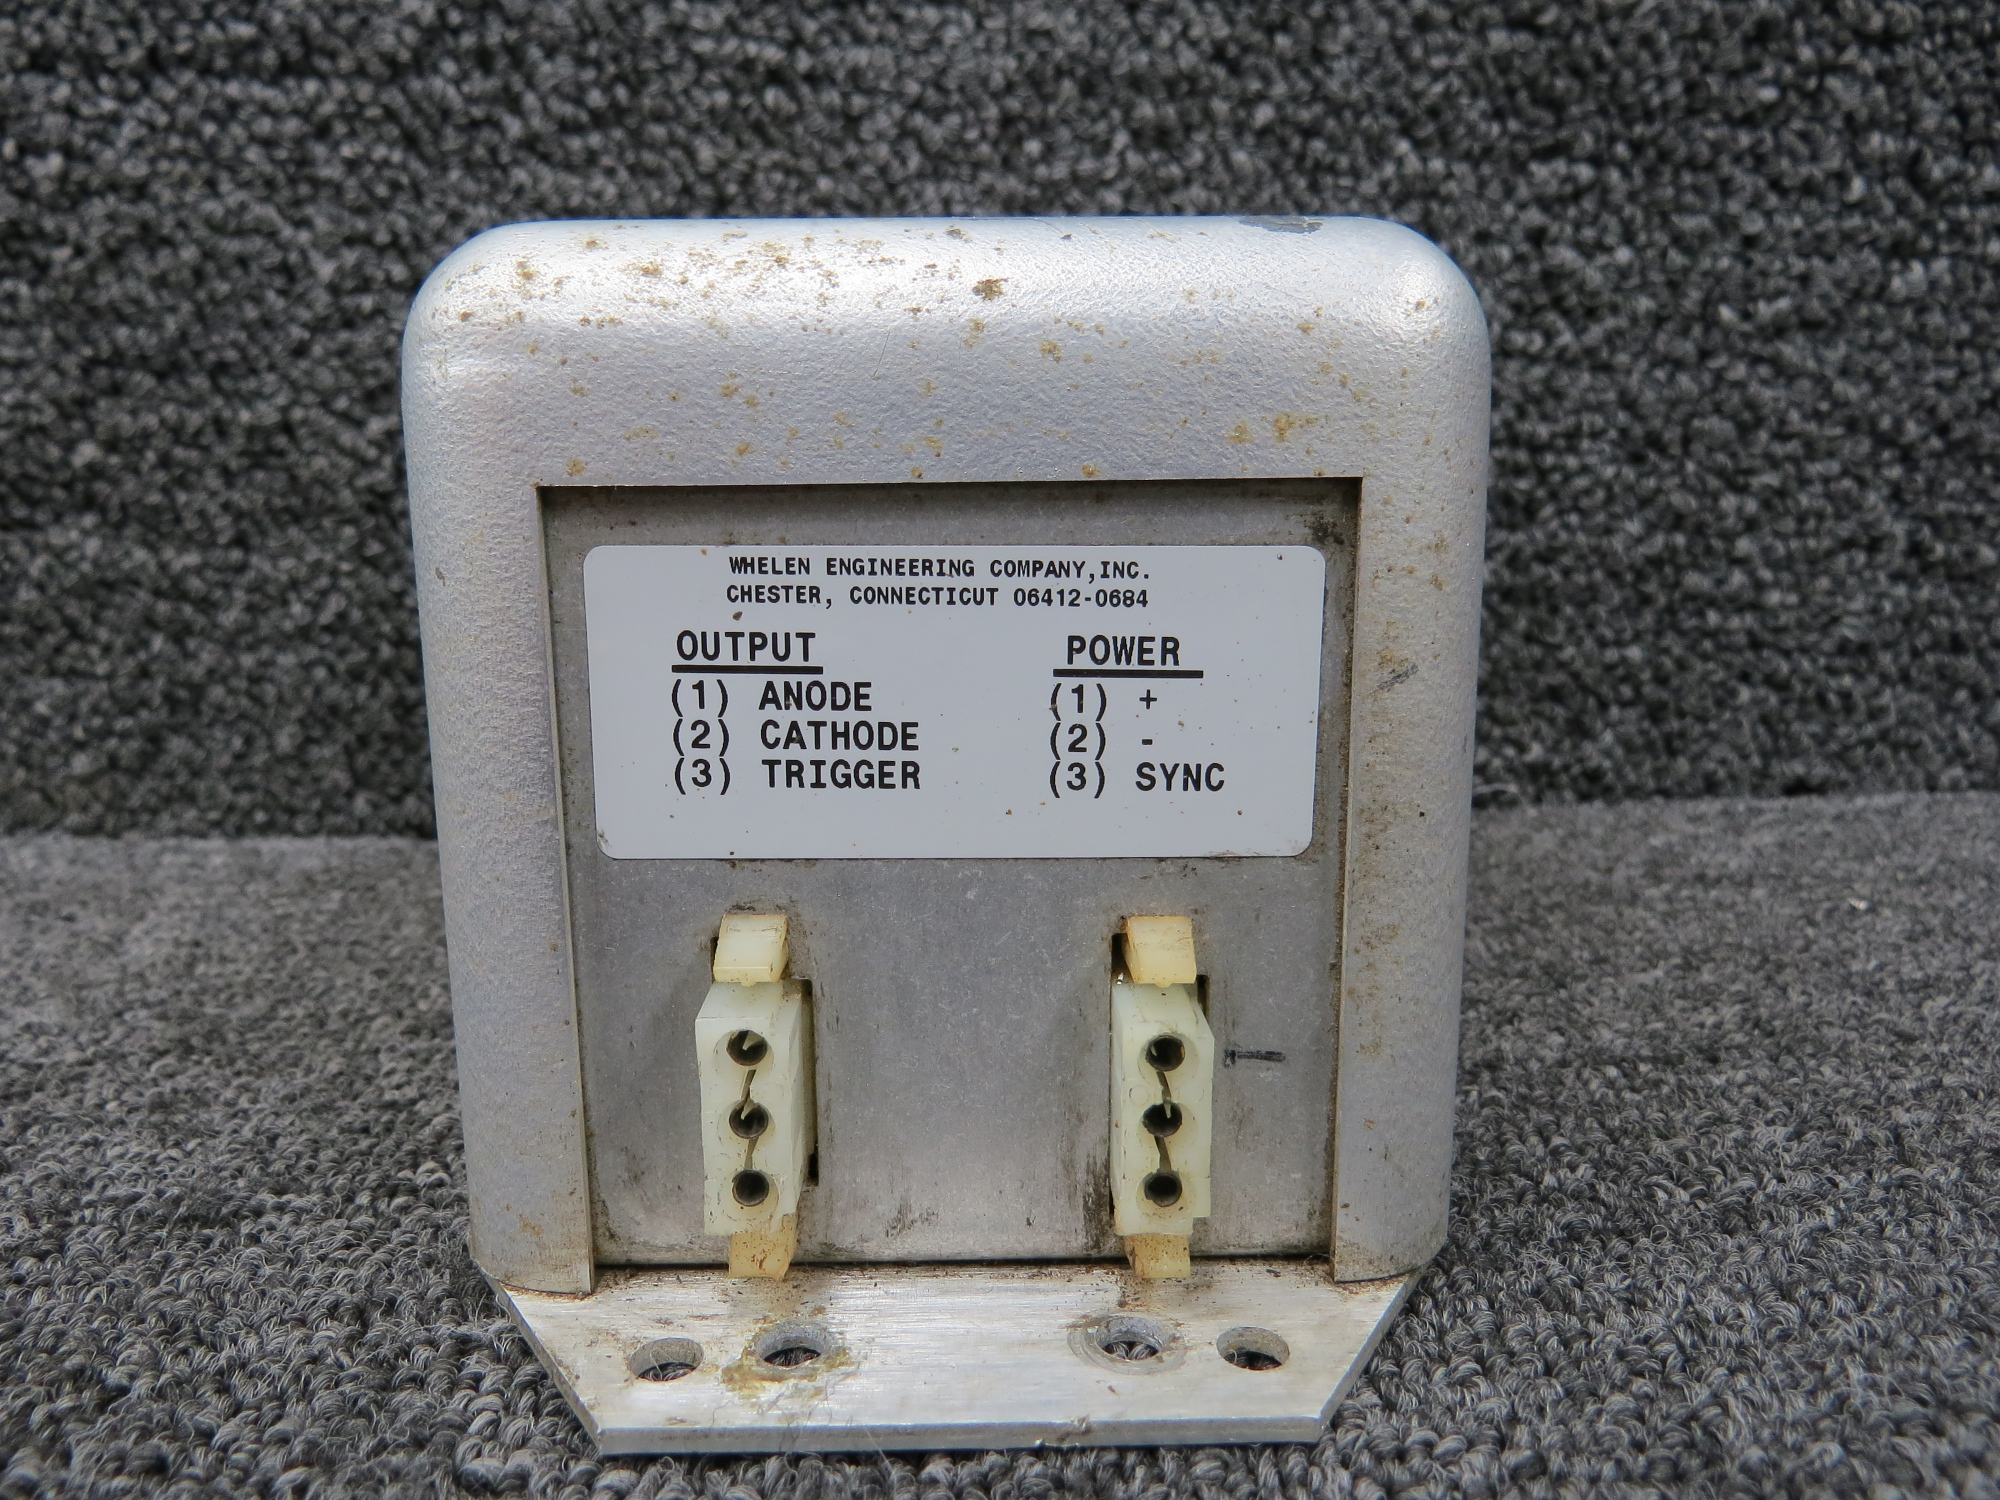 WHELEN ENGINEERING COMPANY,INC.
CHESTER, CONNECTICUT 06412-0684
OUTPUT
(1) ANODE
(2) CATHODE
(3) TRIGGER
POWER
(1) +
(2) -
(3) SYNC